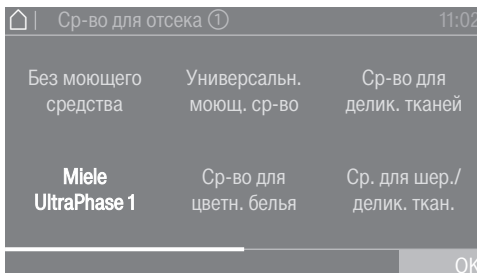 Ср-во для отсека ① 11:02
Без моющего средства
Универсальн. моющ. ср-во
Ср-во для делик. тканей
Miele UltraPhase 1
Ср-во для цветн. белья
Ср. для шер./ делик. ткан.
OK